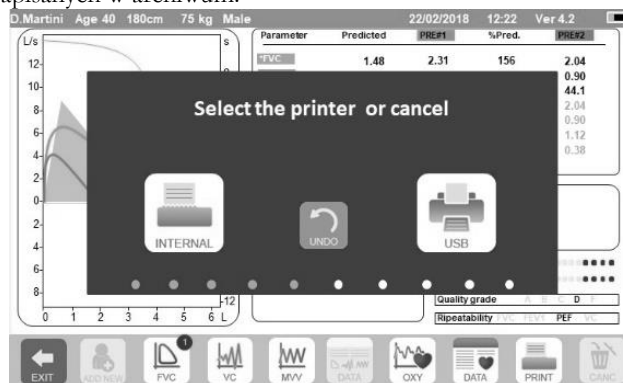 apisanych w archiwum.
D.Martini Age 40 180cm 75 kg Male 22/02/2018 12:22 Ver 4.2
L/s s Parameter Predicted PRE#1 %Pred. PRE#2
12- *FVC 1.48 2.31 156 2.04
0.90
10- 44.1
8- 2.04
0.90
6- 1.12
4- 0.38
Select the printer or cancel
2-
0-
INTERNAL UNDO USB
2-
4-
6-
8- -12
Quality grade A B C D F
0 1 2 3 4 5 6 L
Repeatability FVC FEV1 PEF VC
1
EXIT ADD NEW FVC VC MVV DATA OXY DATA PRINT CANC